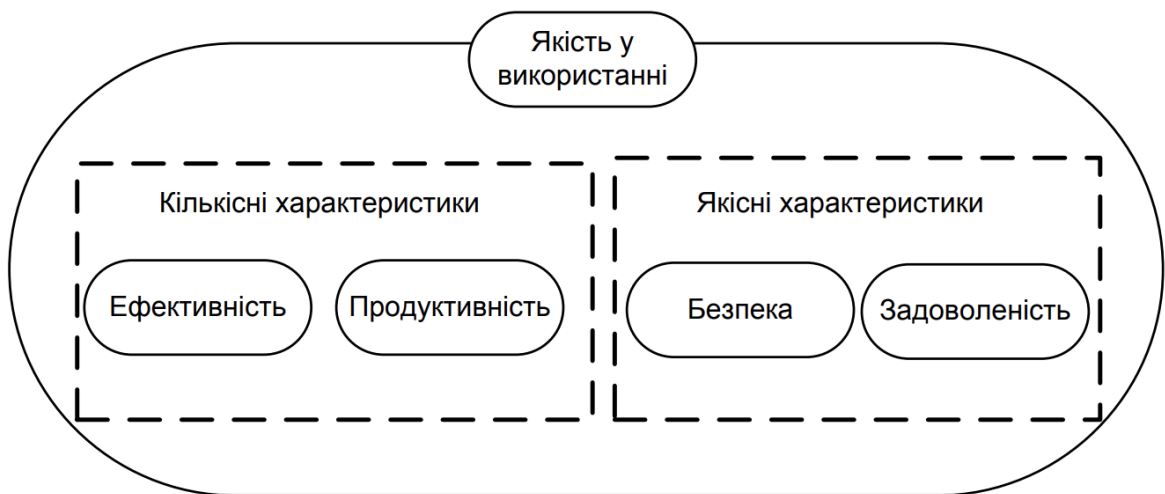 Якість у
використанні
Кількісні характеристики
Ефективність
Продуктивність
Якісні характеристики
Безпека
Задоволеність